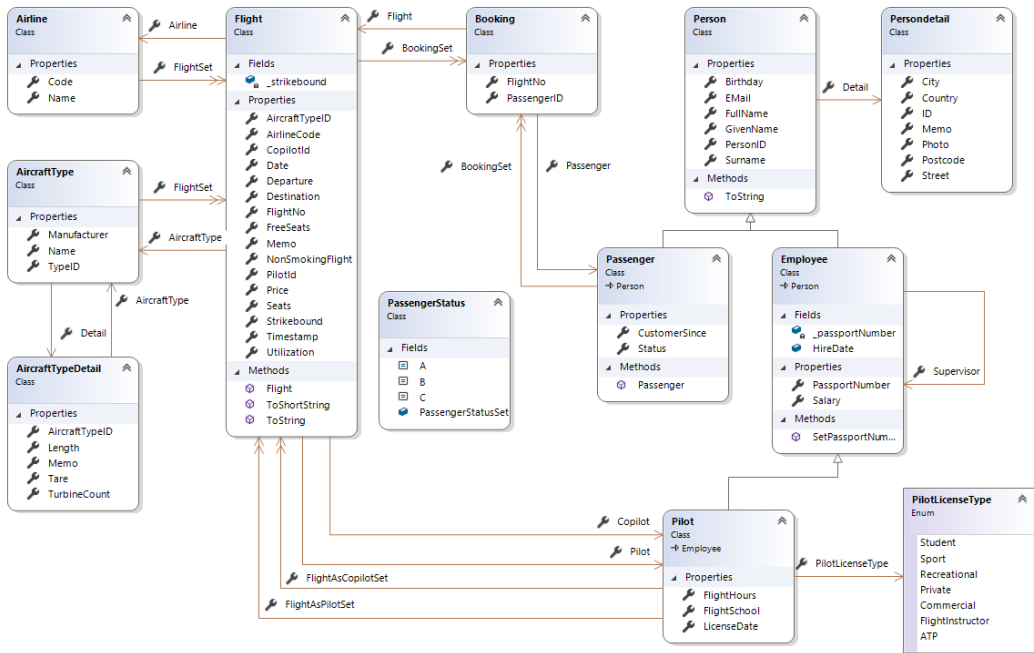 Airline
Class
Properties
Code
Name
Airline
FlightSet
Flight
Class
Fields
_strikebound
Properties
AircraftTypeID
AirlineCode
CopilotId
Date
Departure
Destination
FlightNo
FreeSeats
Memo
NonSmokingFlight
PilotId
Price
Seats
Strikebound
Timestamp
Utilization
Methods
Flight
ToShortString
ToString
Flight
BookingSet
Booking
Class
Properties
FlightNo
PassengerID
BookingSet
Passenger
Person
Class
Properties
Birthday
EMail
FullName
GivenName
PersonID
Surname
Methods
ToString
Detail
Persondetail
Class
Properties
City
Country
ID
Memo
Photo
Postcode
Street
AircraftType
Class
Properties
Manufacturer
Name
TypeID
FlightSet
AircraftType
AircraftType
Detail
AircraftTypeDetail
Class
Properties
AircraftTypeID
Length
Memo
Tare
TurbineCount
PassengerStatus
Class
Fields
A
B
C
PassengerStatusSet
Passenger
Class
Person
Properties
CustomerSince
Status
Methods
Passenger
Employee
Class
Person
Fields
_passportNumber
HireDate
Properties
PassportNumber
Salary
Methods
SetPassportNum...
Supervisor
Copilot
Pilot
FlightAsCopilotSet
FlightAsPilotSet
Pilot
Class
Employee
Properties
FlightHours
FlightSchool
LicenseDate
PilotLicenseType
PilotLicenseType
Enum
Student
Sport
Recreational
Private
Commercial
FlightInstructor
ATP